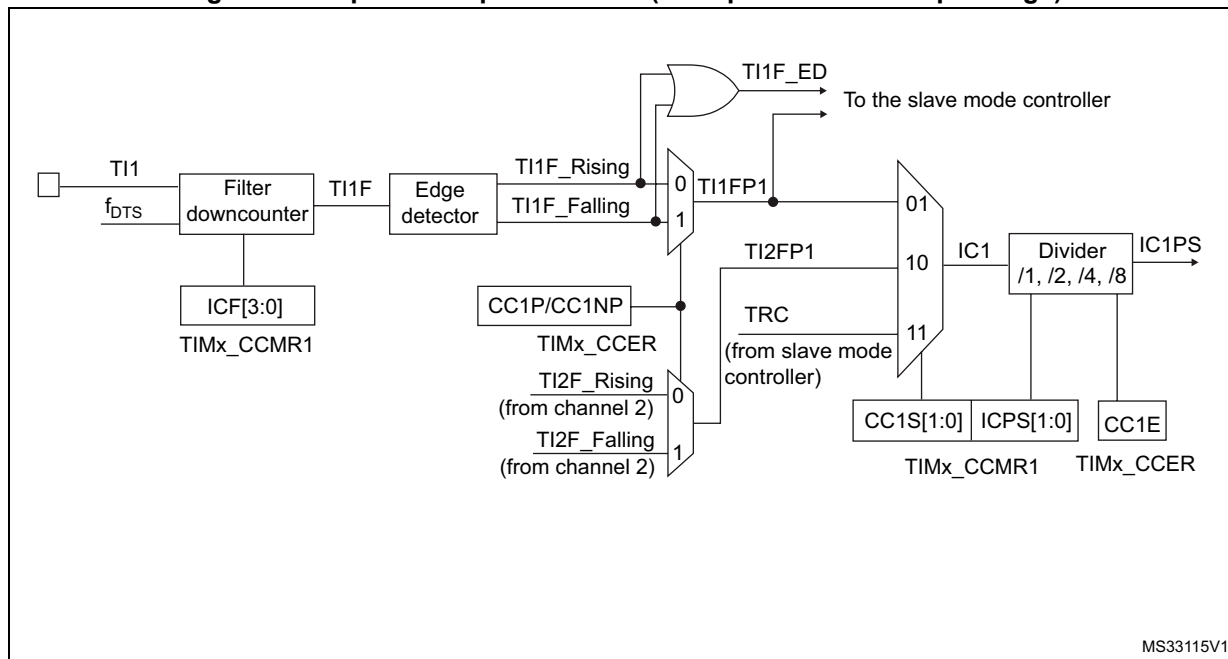 TI1F_ED
To the slave mode controller
TI1
f_DTS
Filter
downcounter
TI1F
Edge
detector
TI1F_Rising
TI1F_Falling
0
1
TI1FP1
01
TI2FP1
10
IC1
Divider
/1, /2, /4, /8
IC1PS
ICF[3:0]
TIMx_CCMR1
CC1P/CC1NP
TIMx_CCER
TRC
11
(from slave mode
controller)
TI2F_Rising
0
(from channel 2)
TI2F_Falling
1
(from channel 2)
CC1S[1:0]
ICPS[1:0]
TIMx_CCMR1
CC1E
TIMx_CCER
MS33115V1